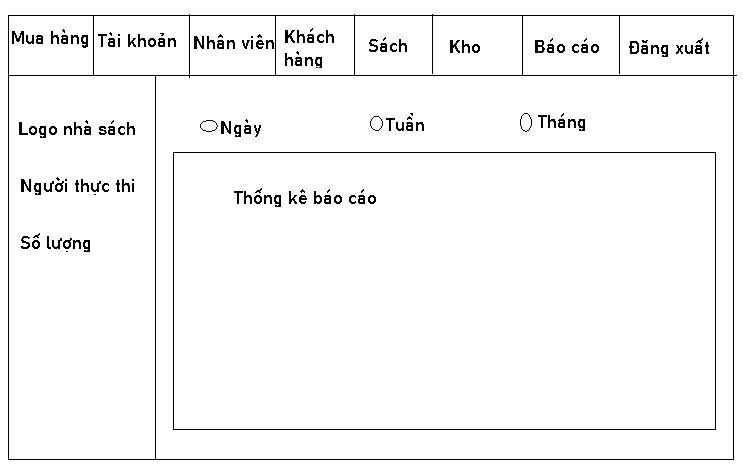 Mua hàng Tài khoản Nhân viên Khách hàng Sách Kho Báo cáo Đăng xuất
Logo nhà sách
Người thực thi
Số lượng
Ngày Tuần Tháng
Thống kê báo cáo